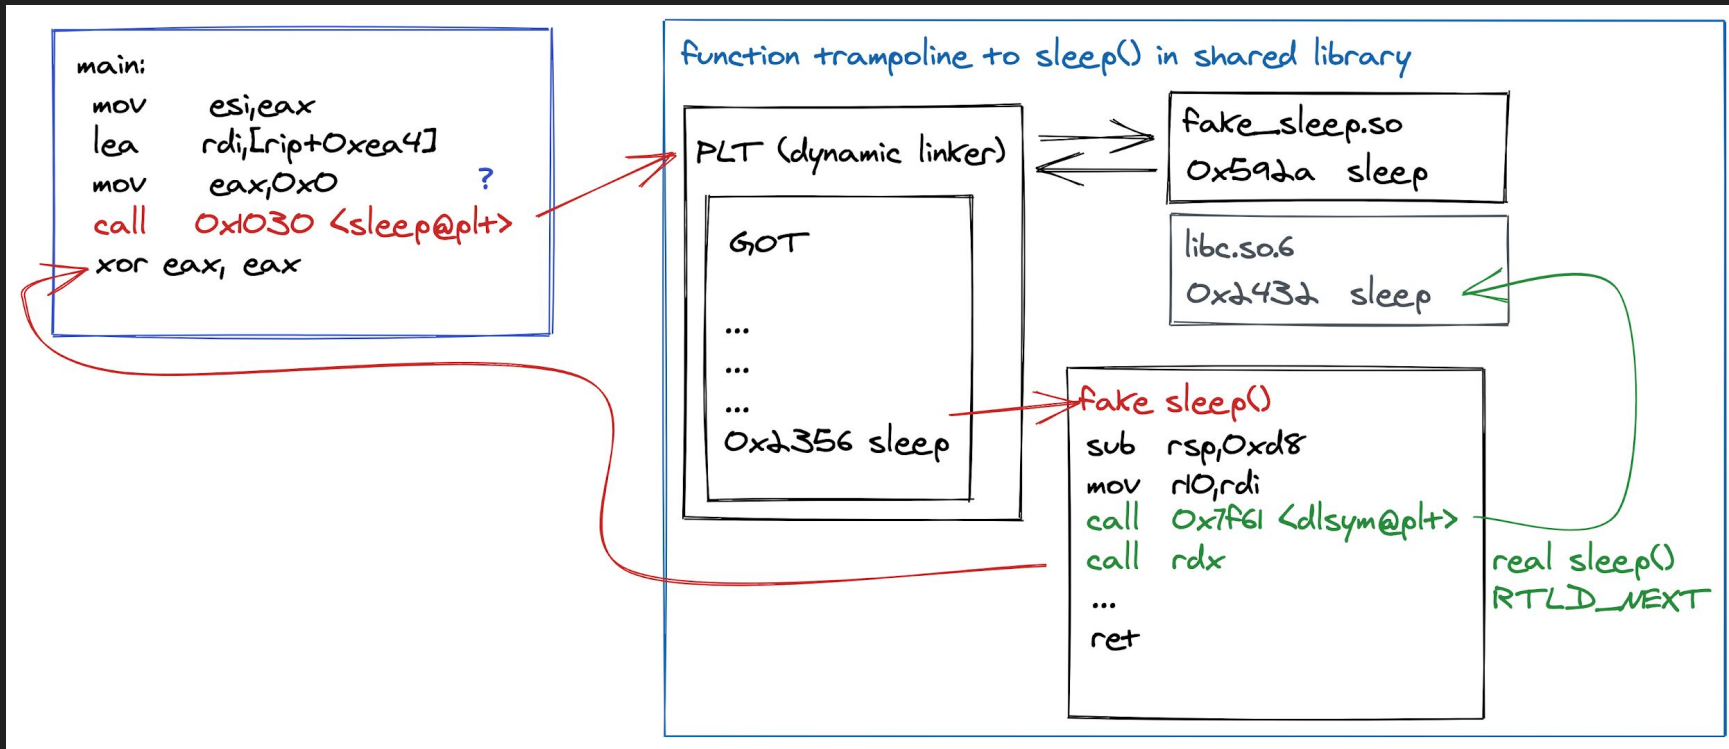 main:
mov esi,eax
lea rdi,[rip+0xea4]
mov eax,0x0 ?
call 0x1030 <sleep@plt>
xor eax, eax
function trampoline to sleep() in shared library
PLT (dynamic linker)
GOT
...
...
...
0x2356 sleep
fake_sleep.so
0x592a sleep
libc.so.6
0x2432 sleep
fake sleep()
sub rsp,0xd8
mov r10,rdi
call 0x7f61 <dlsym@plt>
call rdx
...
ret
real sleep()
RTLD_NEXT